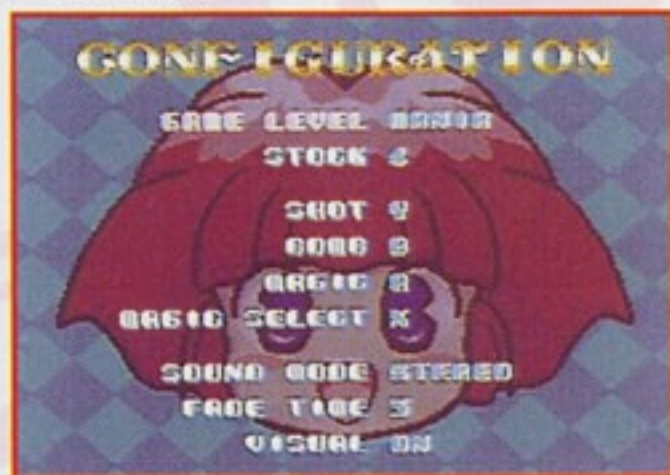 CONFIGURATION
GAME LEVEL MANIA
STOCK
SHOT Y
BOMB B
MAGIC A
MAGIC SELECT X
SOUND MODE STEREO
FADE TIME
VISUAL ON